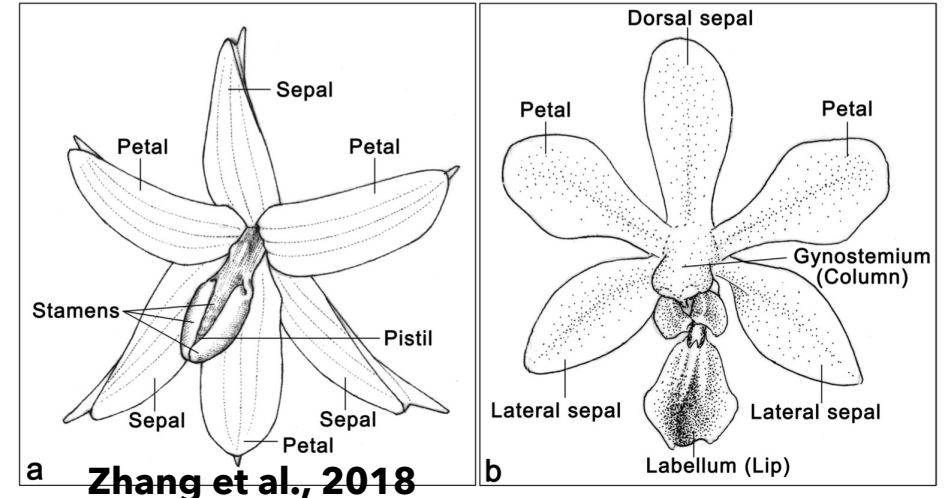 Sepal
Petal
Petal
Stamens
Pistil
Sepal
Sepal
Petal
a
Zhang et al., 2018
Dorsal sepal
Petal
Petal
Gynostemium
(Column)
Lateral sepal
Lateral sepal
Labellum (Lip)
b